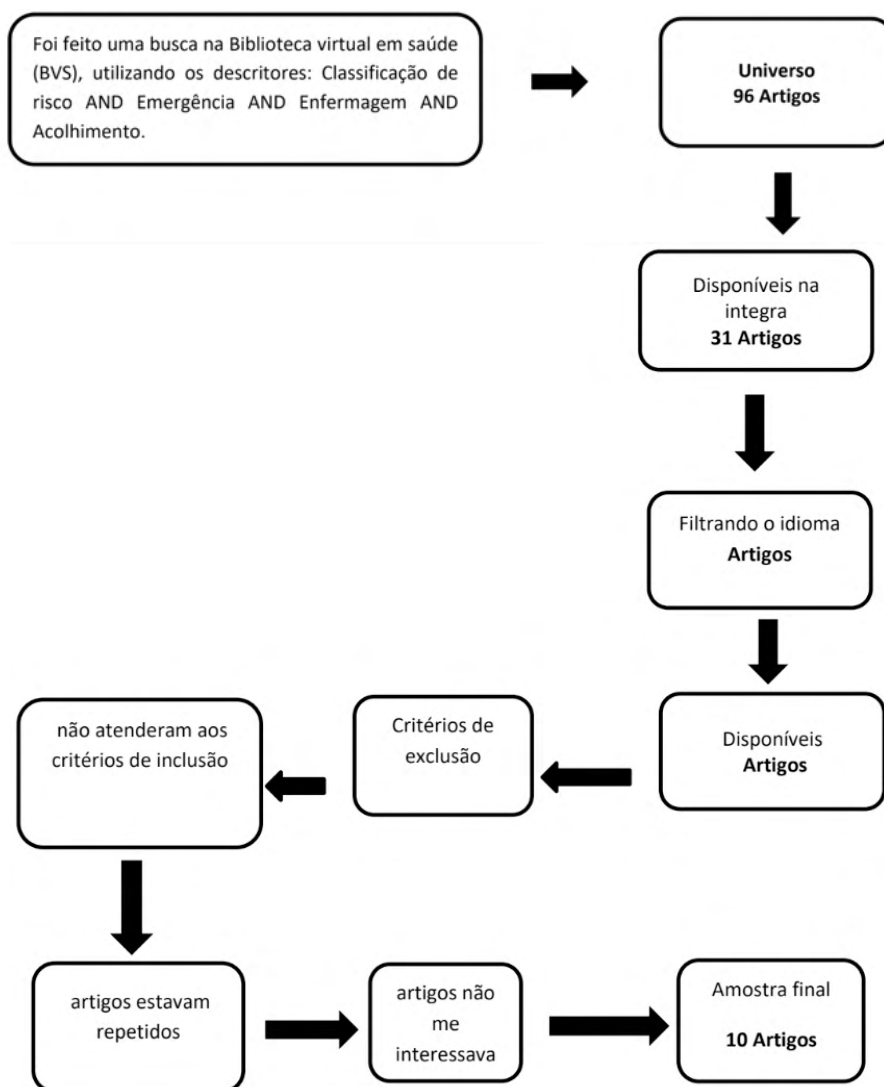 Foi feito uma busca na Biblioteca virtual em saúde
(BVS), utilizando os descritores: Classificação de
risco AND Emergência AND Enfermagem AND
Acolhimento.
Universo
96 Artigos
Disponíveis na
integra
31 Artigos
Filtrando o idioma
Artigos
Disponíveis
Artigos
Critérios de
exclusão
não atenderam aos
critérios de inclusão
artigos estavam
repetidos
artigos não
me
interessava
Amostra final
10 Artigos